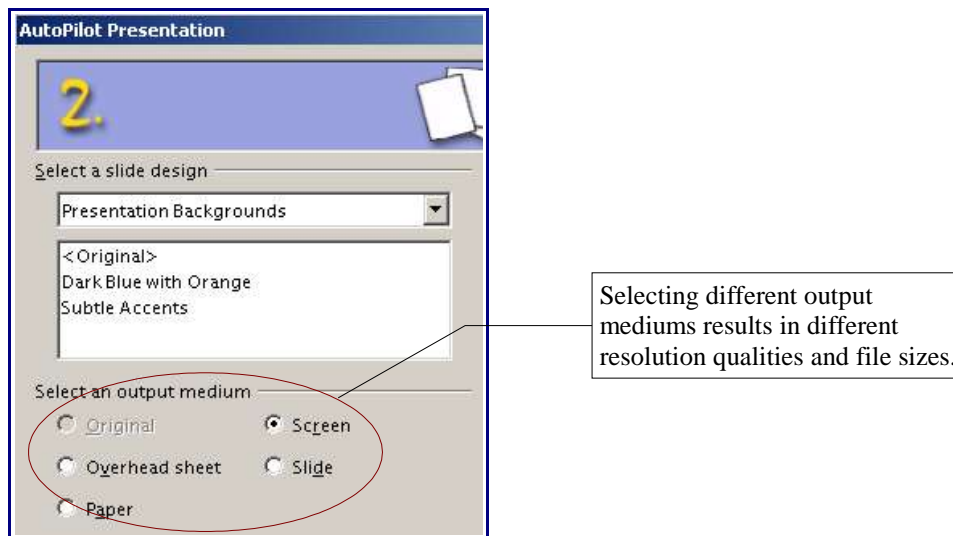 AutoPilot Presentation
2.
Select a slide design
Presentation Backgrounds
<Original>
Dark Blue with Orange
Subtle Accents
Select an output medium
Original
Screen
Overhead sheet
Slide
Paper
Selecting different output
mediums results in different
resolution qualities and file sizes.